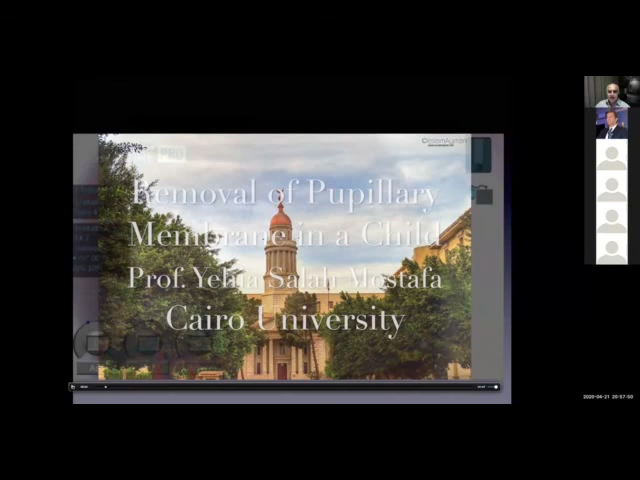 Removal of Pupillary
Membrane in a Child
Prof. Yehia Salah Mostafa
Cairo University
2020-04-21 20:57:50